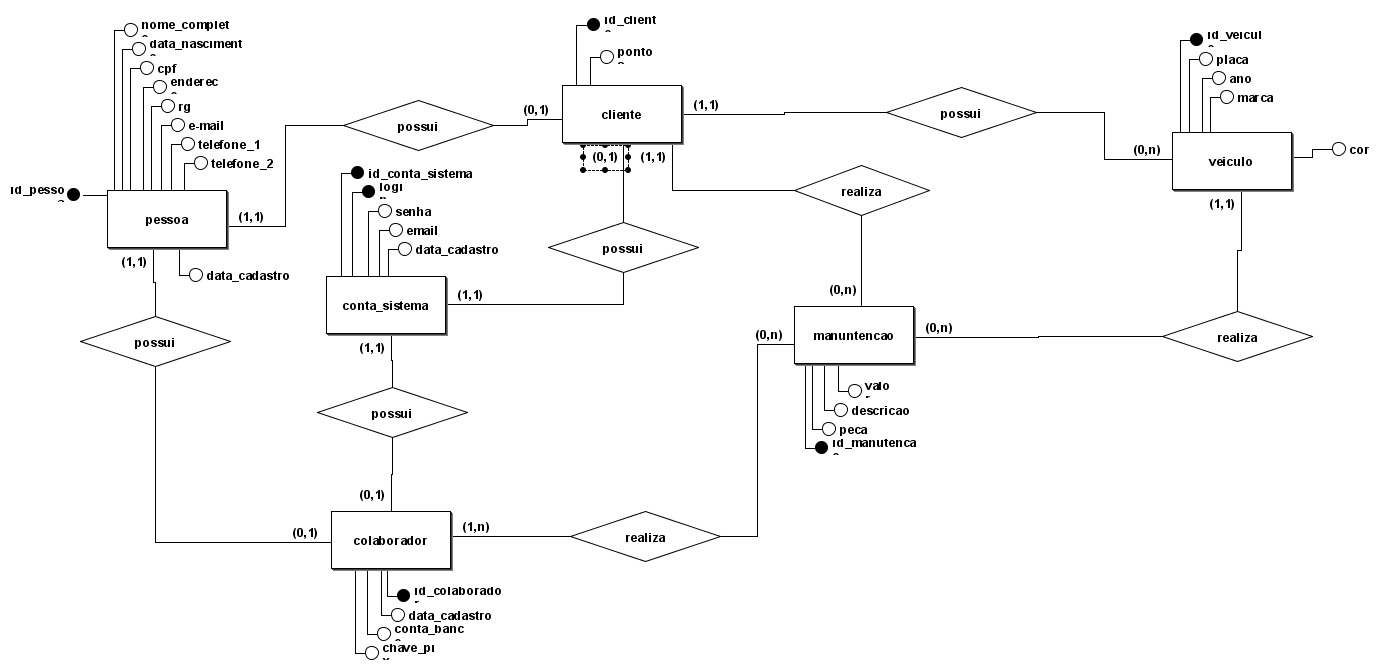 nome_complet
data_nasciment
cpf
enderec
rg
e-mail
telefone_1
telefone_2
id_pesso
pessoa
(1,1)
(1,1)
data_cadastro
possui
(0,1)
id_client
ponto
cliente
(1,1)
(0,1)
(1,1)
possui
(0,n)
id_veicul
placa
ano
marca
veiculo
cor
(1,1)
id_conta_sistema
logi
n
senha
email
data_cadastro
conta_sistema
(1,1)
(1,1)
possui
realiza
(0,n)
(0,n)
manuntencao
(0,n)
realiza
possui
possui
valo
descricao
peca
id_manutenca
(0,1)
(0,1)
colaborador
(1,n)
realiza
id_colaborado
data_cadastro
conta_banc
chave_pi
x